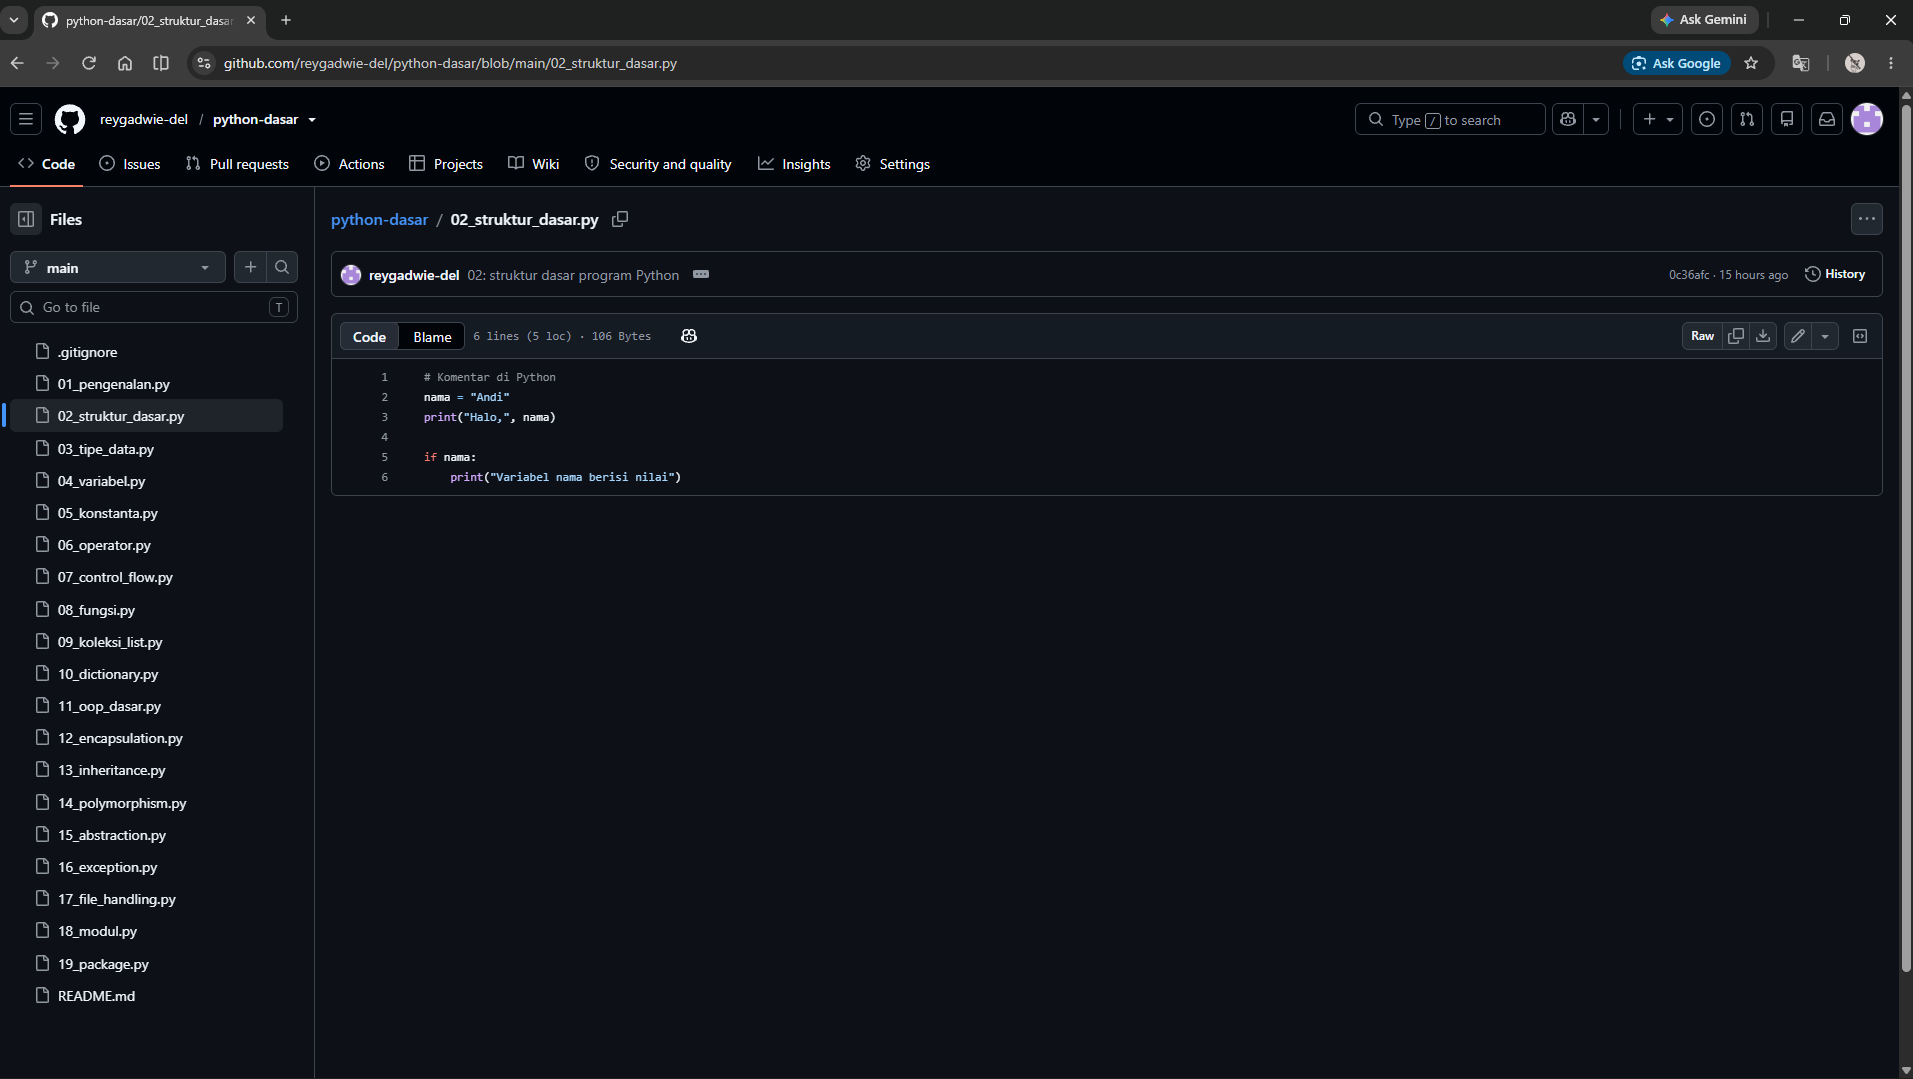 python-dasar/02_struktur_dasar
Ask Gemini
github.com/reygadwie-del/python-dasar/blob/main/02_struktur_dasar.py
Ask Google
reygadwie-del / python-dasar
Type / to search
Code Issues Pull requests Actions Projects Wiki Security and quality Insights Settings
Files
main
Go to file T
.gitignore
01_pengenalan.py
02_struktur_dasar.py
03_tipe_data.py
04_variabel.py
05_konstanta.py
06_operator.py
07_control_flow.py
08_fungsi.py
09_koleksi_list.py
10_dictionary.py
11_oop_dasar.py
12_encapsulation.py
13_inheritance.py
14_polymorphism.py
15_abstraction.py
16_exception.py
17_file_handling.py
18_modul.py
19_package.py
README.md
python-dasar / 02_struktur_dasar.py
reygadwie-del 02: struktur dasar program Python
0c36afc · 15 hours ago History
Code Blame 6 lines (5 loc) · 106 Bytes
Raw
1 # Komentar di Python
2 nama = "Andi"
3 print("Halo,", nama)
4
5 if nama:
6 print("Variabel nama berisi nilai")